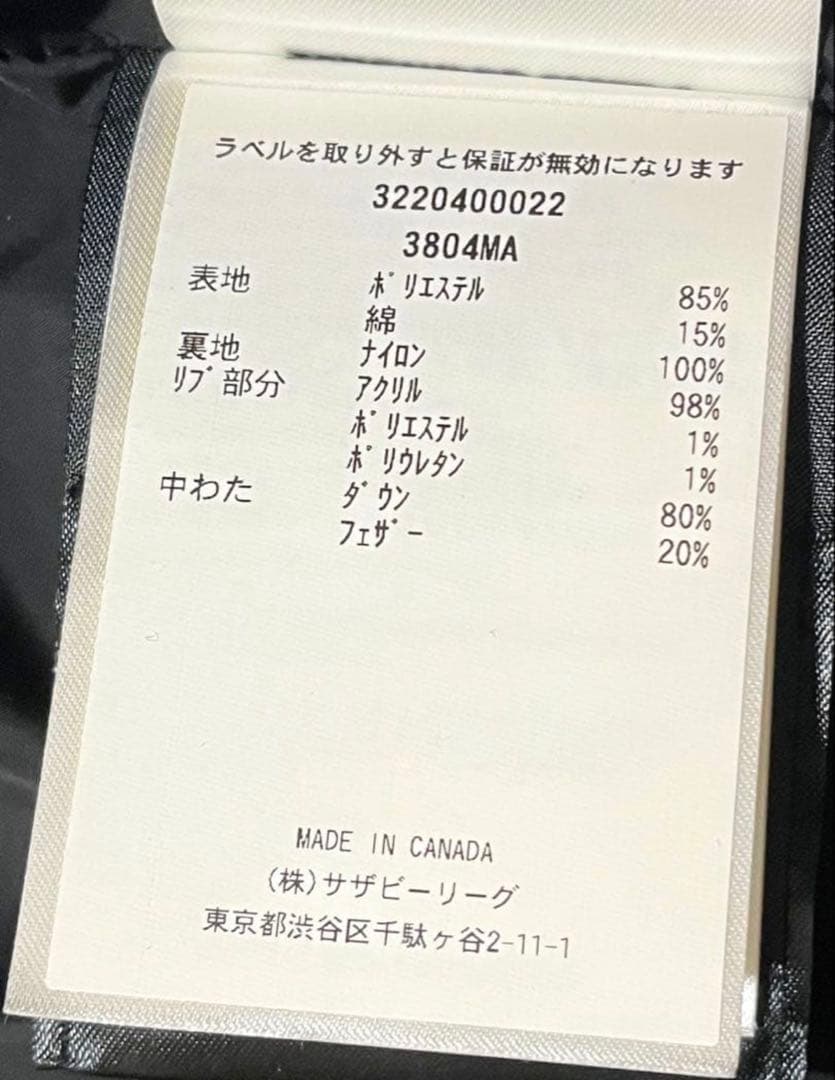 ラベルを取り外すと保証が無効になります
3220400022
3804MA
表地 ﾎﾟﾘｴｽﾃﾙ 85%
綿 15%
裏地 ﾅｲﾛﾝ 100%
ﾘﾌﾞ部分 ｱｸﾘﾙ 98%
ﾎﾟﾘｴｽﾃﾙ 1%
ﾎﾟﾘｳﾚﾀﾝ 1%
中わた ﾀﾞｳﾝ 80%
ﾌｪｻﾞｰ 20%
MADE IN CANADA
(株)サザビーリーグ
東京都渋谷区千駄ヶ谷2-11-1